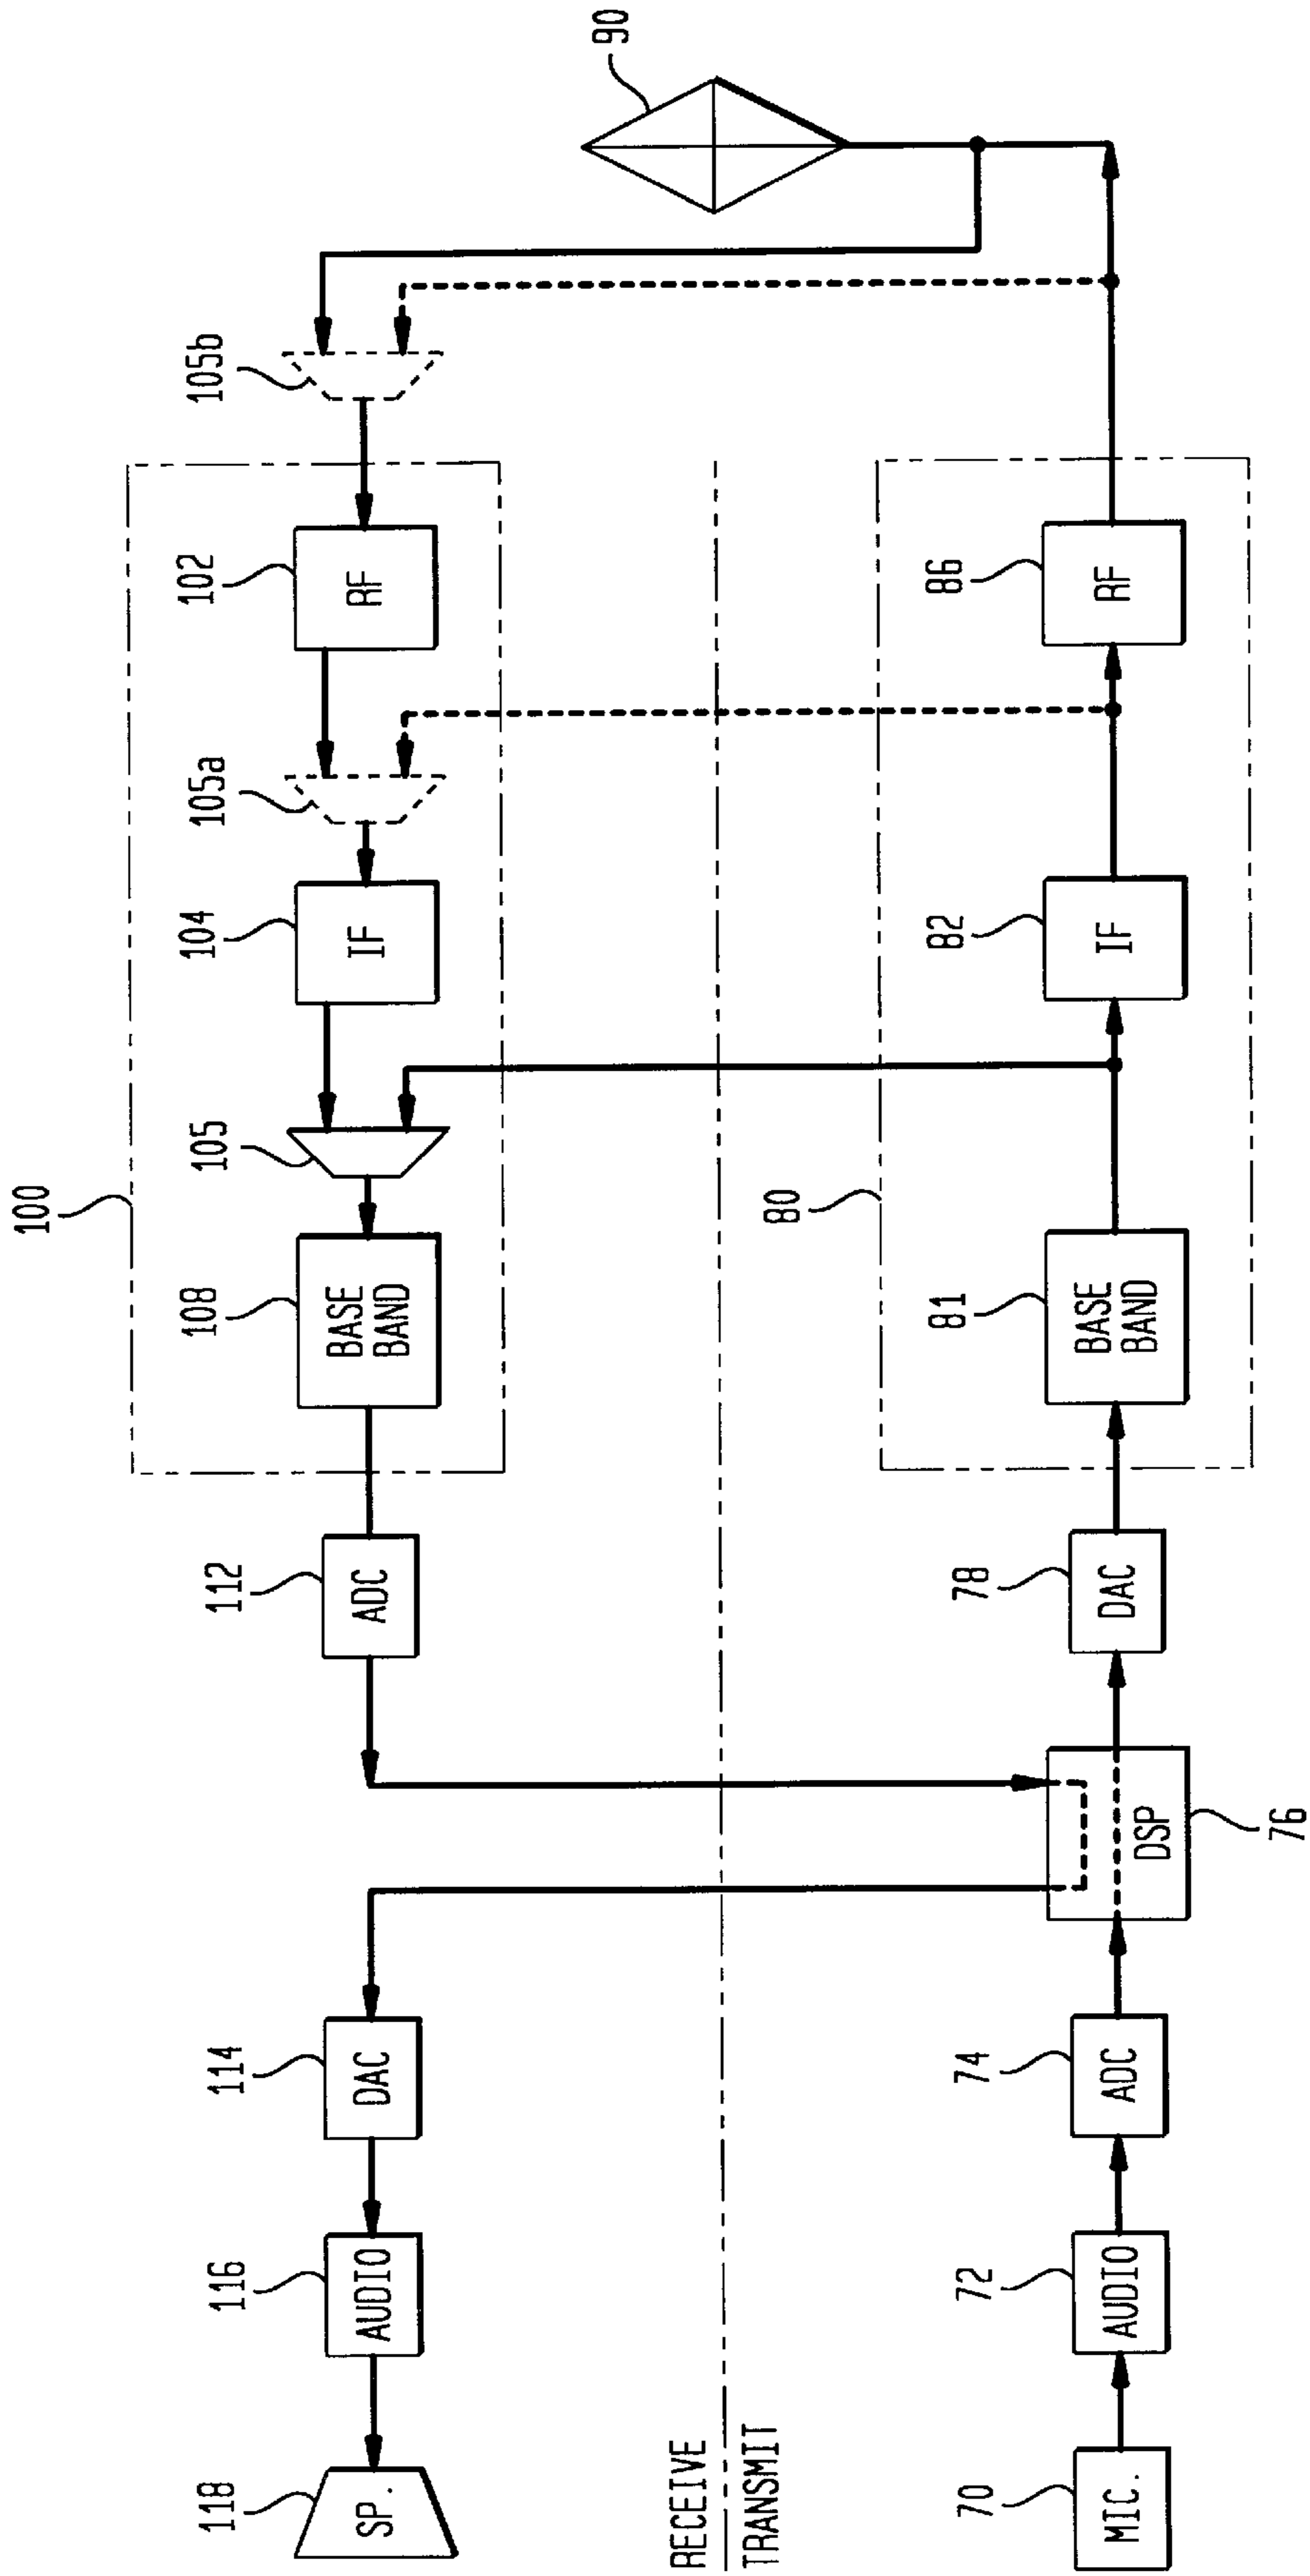 118
SP.
116
AUDIO
114
DAC
112
ADC
100
108
BASE
BAND
105
104
IF
105a
102
RF
105b
90
RECEIVE
TRANSMIT
70
MIC.
72
AUDIO
74
ADC
DSP
76
78
DAC
80
81
BASE
BAND
82
IF
86
RF